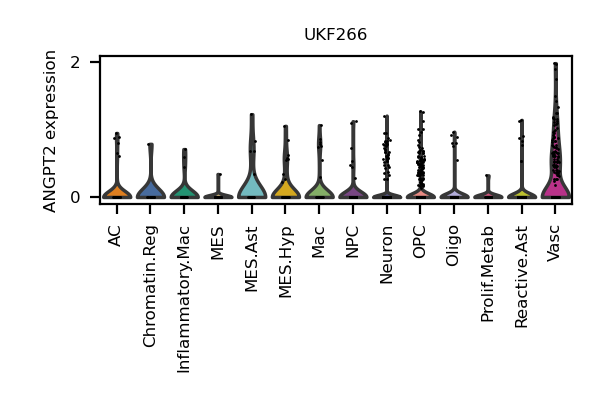 UKF266
ANGPT2 expression
2
0
AC
Chromatin.Reg
Inflammatory.Mac
MES
MES.Ast
MES.Hyp
Mac
NPC
Neuron
OPC
Oligo
Prolif.Metab
Reactive.Ast
Vasc